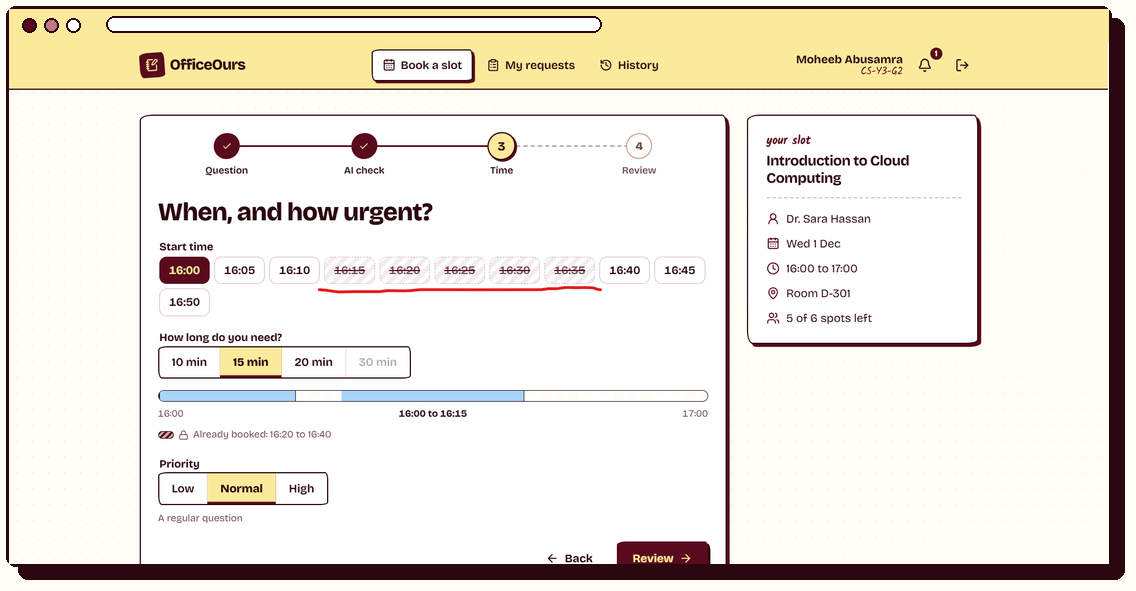 OfficeOurs
Book a slot
My requests
History
Moheeb Abusamra
CS-Y3-G2
1
Question
AI check
3
Time
4
Review
When, and how urgent?
Start time
16:00 16:05 16:10 16:15 16:20 16:25 16:30 16:35 16:40 16:45
16:50
How long do you need?
10 min 15 min 20 min 30 min
16:00 16:00 to 16:15 17:00
Already booked: 16:20 to 16:40
Priority
Low Normal High
A regular question
Back Review
your slot
Introduction to Cloud
Computing
Dr. Sara Hassan
Wed 1 Dec
16:00 to 17:00
Room D-301
5 of 6 spots left